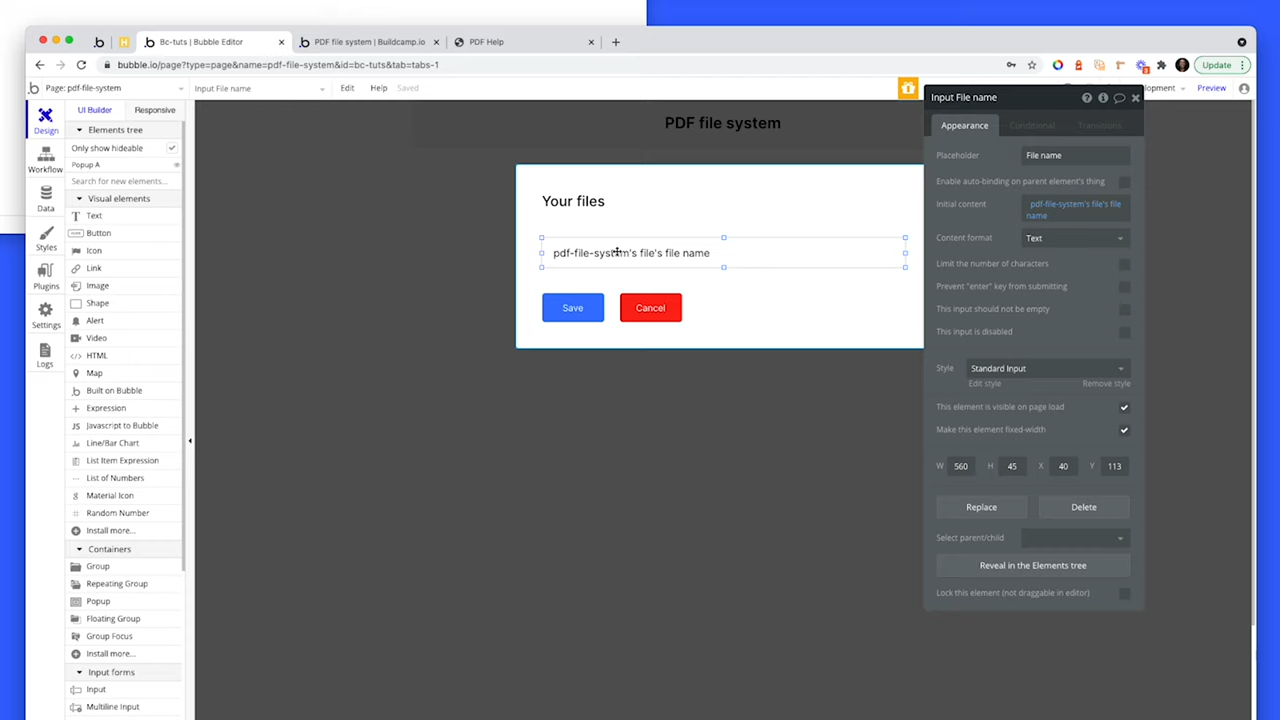 Bc-tuts | Bubble Editor
PDF file system | Buildcamp.io
PDF Help
bubble.io/page?type=page&name=pdf-file-system&id=bc-tuts&tab=tabs-1
Update
Page: pdf-file-system
Input File name
Edit
Help
Saved
elopment
Preview
Design
Workflow
Data
Styles
Plugins
Settings
Logs
UI Builder
Responsive
Elements tree
Only show hideable
Popup A
Search for new elements...
Visual elements
Text
Button
Icon
Link
Image
Shape
Alert
Video
HTML
Map
Built on Bubble
Expression
Javascript to Bubble
Line/Bar Chart
List Item Expression
List of Numbers
Material Icon
Random Number
Install more...
Containers
Group
Repeating Group
Popup
Floating Group
Group Focus
Install more...
Input forms
Input
Multiline Input
PDF file system
Your files
pdf-file-system's file's file name
Save
Cancel
Input File name
Appearance
Conditional
Transitions
Placeholder
File name
Enable auto-binding on parent element's thing
Initial content
pdf-file-system's file's file
name
Content format
Text
Limit the number of characters
Prevent "enter" key from submitting
This input should not be empty
This input is disabled
Style
Standard Input
Edit style
Remove style
This element is visible on page load
Make this element fixed-width
W 560 H 45 X 40 Y 113
Replace
Delete
Select parent/child
Reveal in the Elements tree
Lock this element (not draggable in editor)